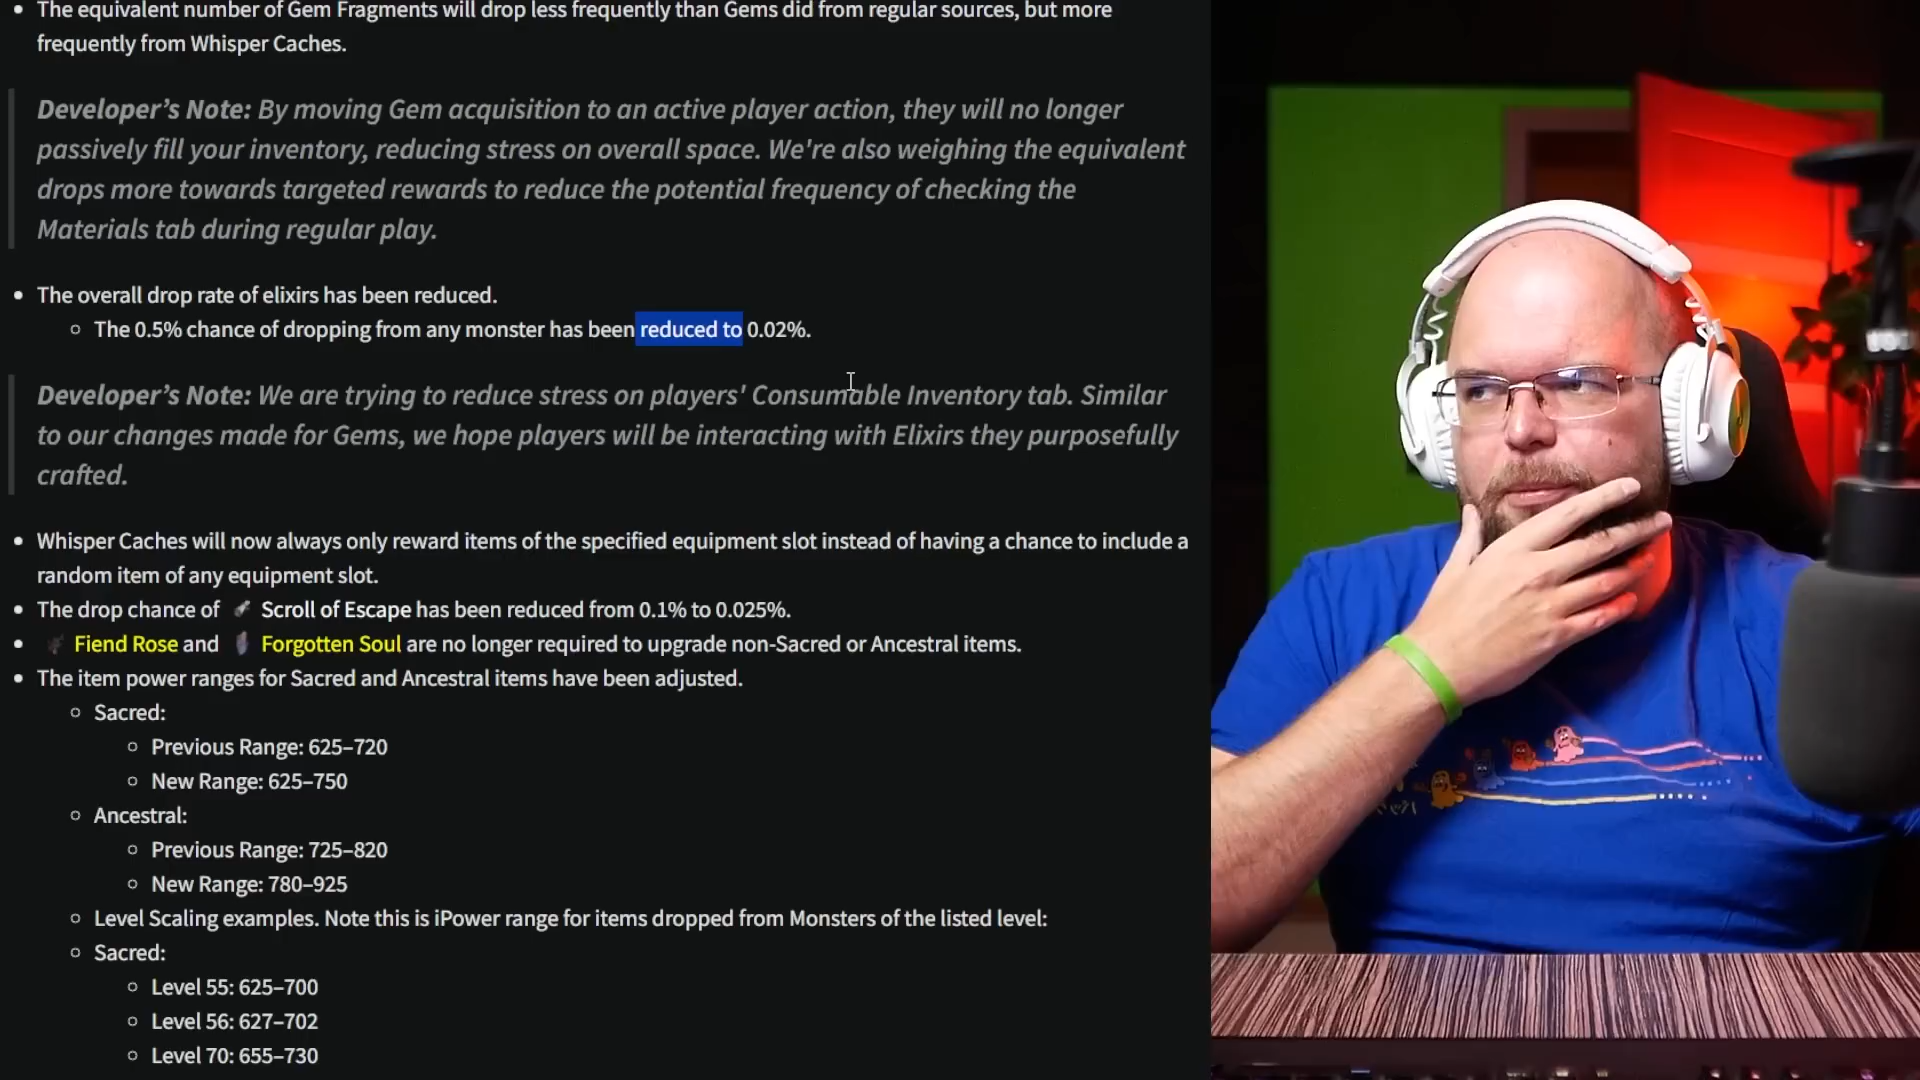 • The equivalent number of Gem Fragments will drop less frequently than Gems did from regular sources, but more
frequently from Whisper Caches.
Developer’s Note: By moving Gem acquisition to an active player action, they will no longer
passively fill your inventory, reducing stress on overall space. We're also weighing the equivalent
drops more towards targeted rewards to reduce the potential frequency of checking the
Materials tab during regular play.
• The overall drop rate of elixirs has been reduced.
○ The 0.5% chance of dropping from any monster has been reduced to 0.02%.
Developer’s Note: We are trying to reduce stress on players' Consumable Inventory tab. Similar
to our changes made for Gems, we hope players will be interacting with Elixirs they purposefully
crafted.
• Whisper Caches will now always only reward items of the specified equipment slot instead of having a chance to include a
random item of any equipment slot.
• The drop chance of Scroll of Escape has been reduced from 0.1% to 0.025%.
• Fiend Rose and Forgotten Soul are no longer required to upgrade non-Sacred or Ancestral items.
• The item power ranges for Sacred and Ancestral items have been adjusted.
○ Sacred:
○ Previous Range: 625–720
○ New Range: 625–750
○ Ancestral:
○ Previous Range: 725–820
○ New Range: 780–925
○ Level Scaling examples. Note this is iPower range for items dropped from Monsters of the listed level:
○ Sacred:
○ Level 55: 625–700
○ Level 56: 627–702
○ Level 70: 655–730